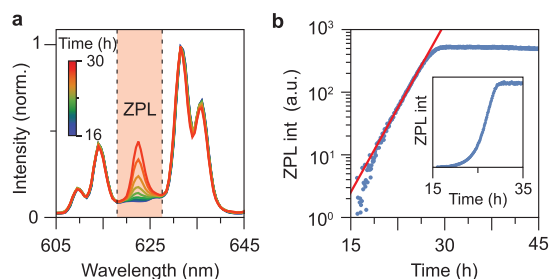 a
Time (h)
30
16
ZPL
1
0
Intensity (norm.)
605
625
645
Wavelength (nm)
b
10³
10²
10¹
10⁰
ZPL int (a.u.)
15
30
45
Time (h)
ZPL int
15
35
Time (h)